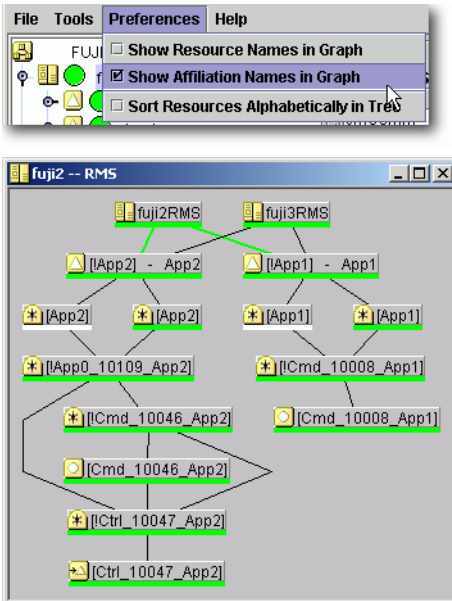 File Tools Preferences Help
FUJI
Show Resource Names in Graph
Show Affiliation Names in Graph
Sort Resources Alphabetically in Tree
fuji2 -- RMS
fuji2RMS fuji3RMS
[!App2] - App2 [!App1] - App1
[App2] [App2] [App1] [App1]
[!App0_10109_App2] [!Cmd_10008_App1]
[!Cmd_10046_App2] [Cmd_10008_App1]
[Cmd_10046_App2]
[!Ctrl_10047_App2]
[Ctrl_10047_App2]